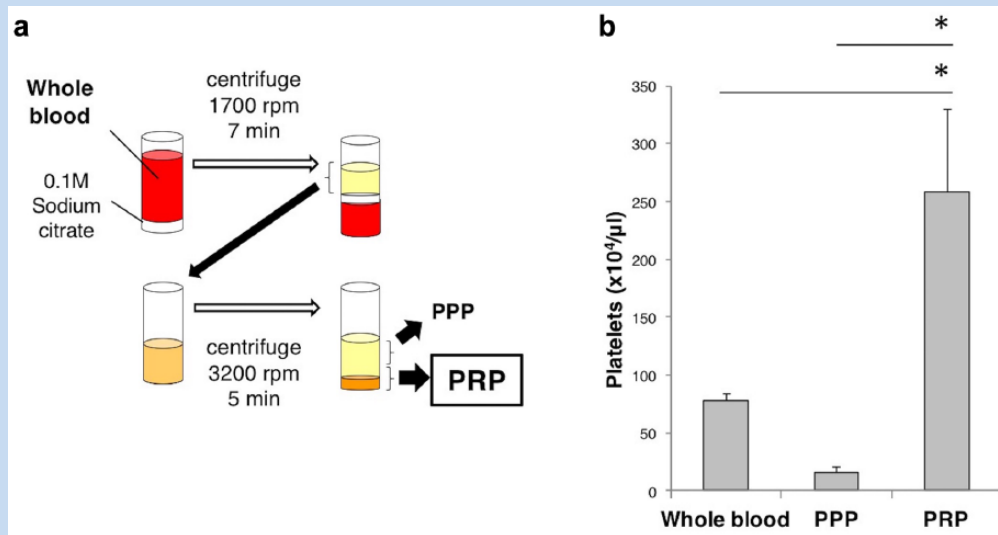 a
Whole
blood
centrifuge
1700 rpm
7 min
0.1M
Sodium
citrate
centrifuge
3200 rpm
5 min
PPP
PRP
b
*
*
Platelets (x10⁴/µl)
350
300
250
200
150
100
50
0
Whole blood PPP PRP